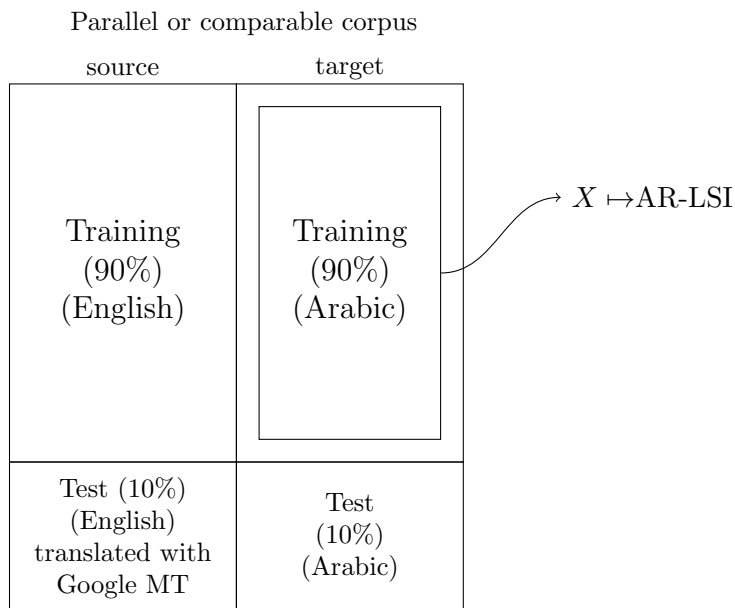 Parallel or comparable corpus
source
target
Training
(90%)
(English)
Training
(90%)
(Arabic)
X ↦AR-LSI
Test (10%)
(English)
translated with
Google MT
Test
(10%)
(Arabic)